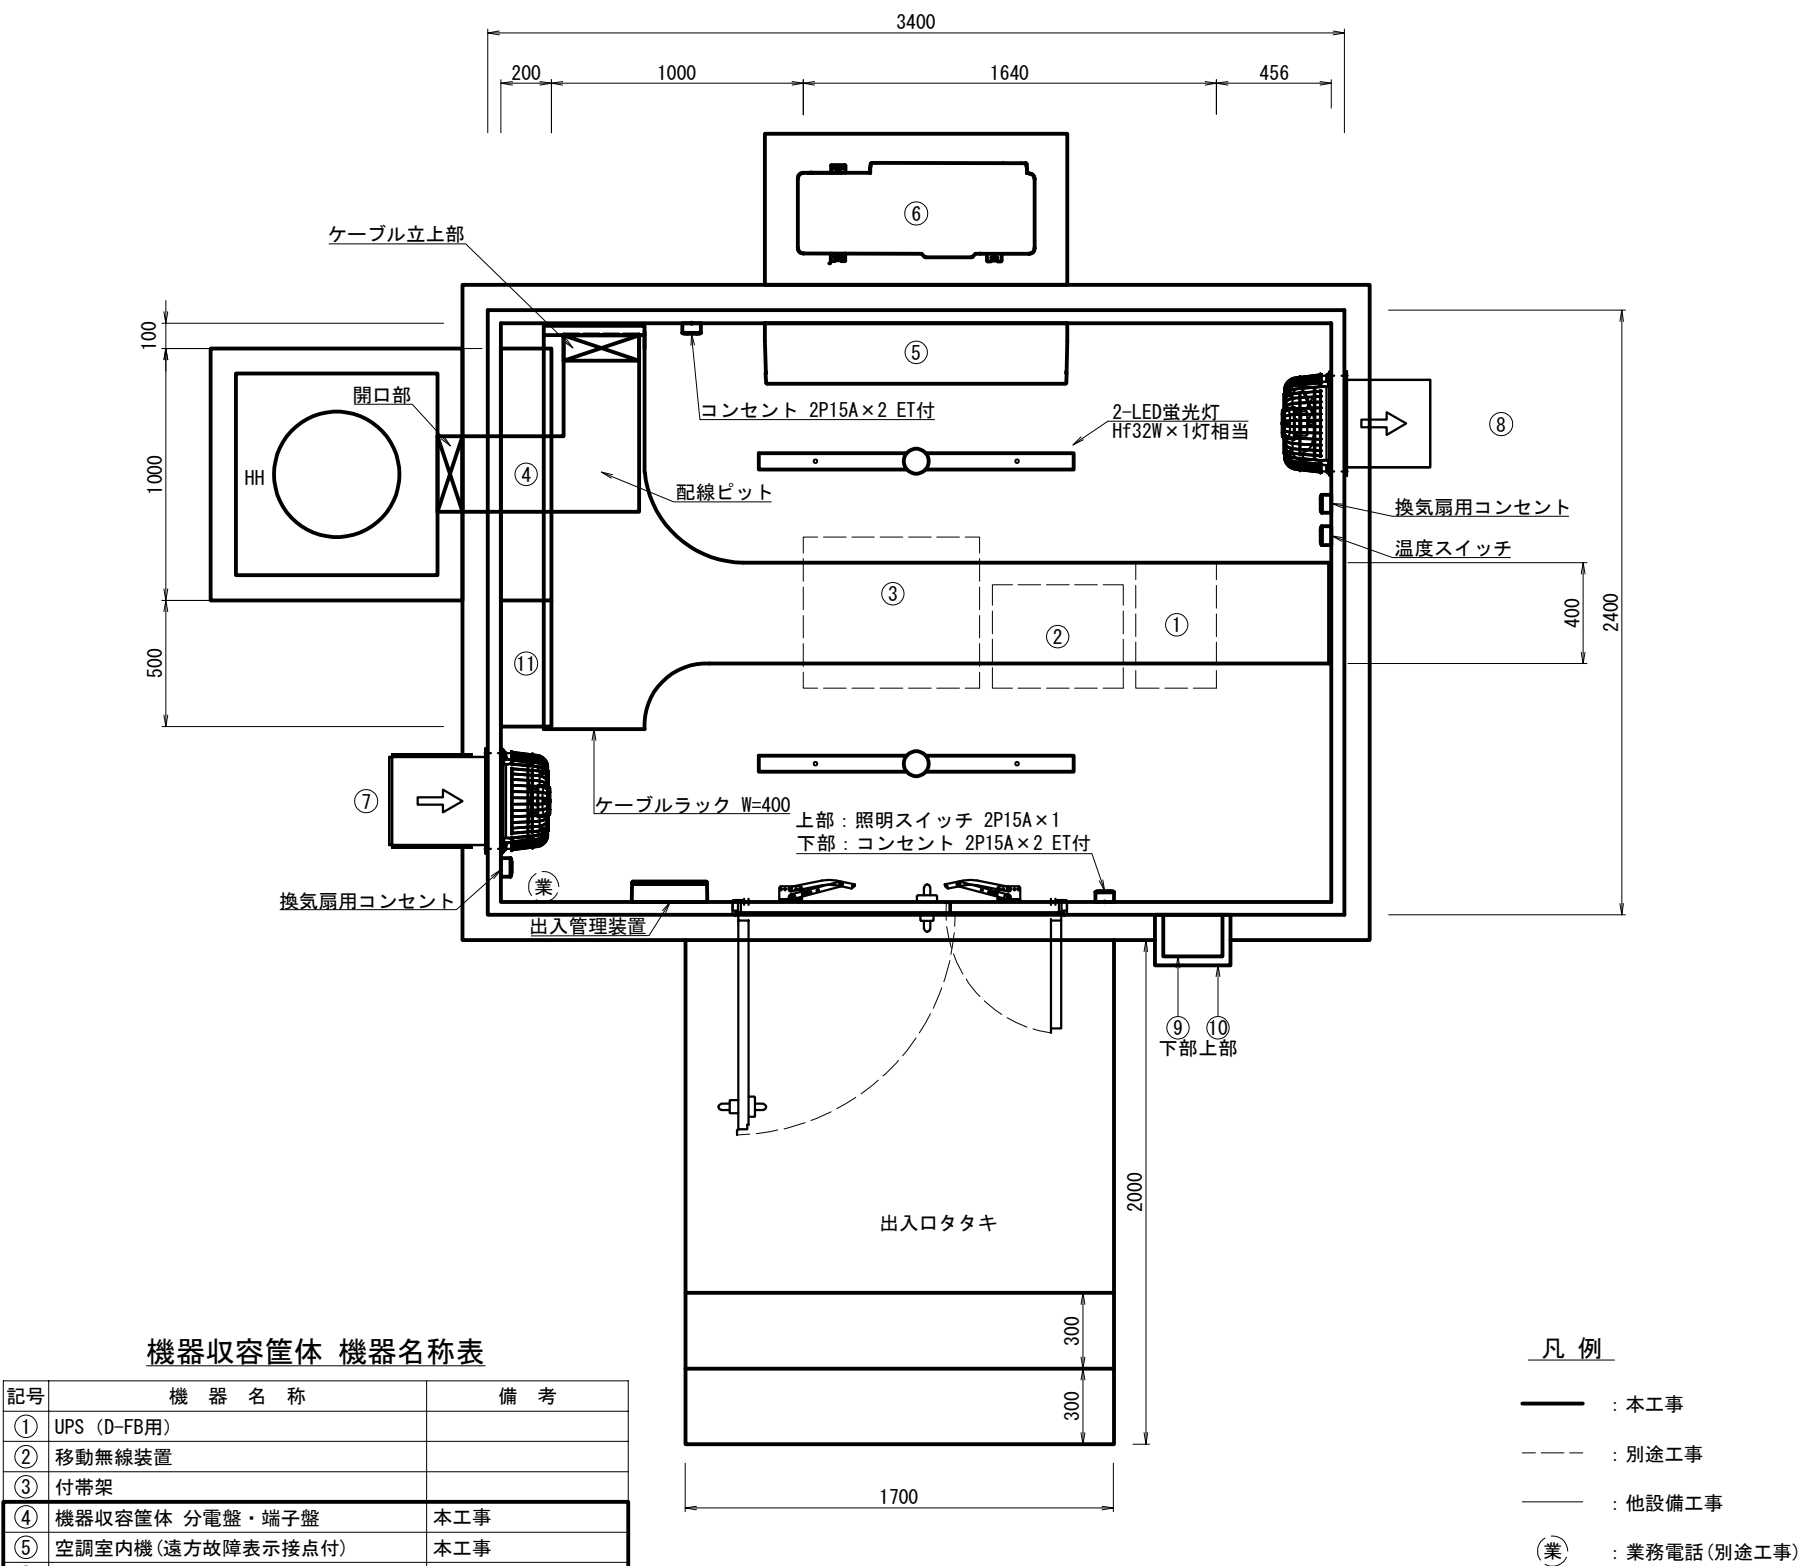 3400
200
1000
1640
456
⑥
ケーブル立上部
100
⑤
開口部
コンセント 2P15A×2 ET付
2-LED蛍光灯
Hf32W×1灯相当
⑧
HH
④
1000
配線ピット
換気扇用コンセント
温度スイッチ
③
②
①
400
2400
⑪
500
⑦
ケーブルラック W=400
上部：照明スイッチ 2P15A×1
下部：コンセント 2P15A×2 ET付
業
換気扇用コンセント
出入管理装置
⑨ ⑩
下部 上部
2000
出入口タタキ
300
300
1700
機器収容筐体 機器名称表
記号 機 器 名 称 備 考
① UPS (D-FB用)
② 移動無線装置
③ 付帯架
④ 機器収容筐体 分電盤・端子盤 本工事
⑤ 空調室内機(遠方故障表示接点付) 本工事
凡 例
：本工事
：別途工事
：他設備工事
業 ：業務電話(別途工事)